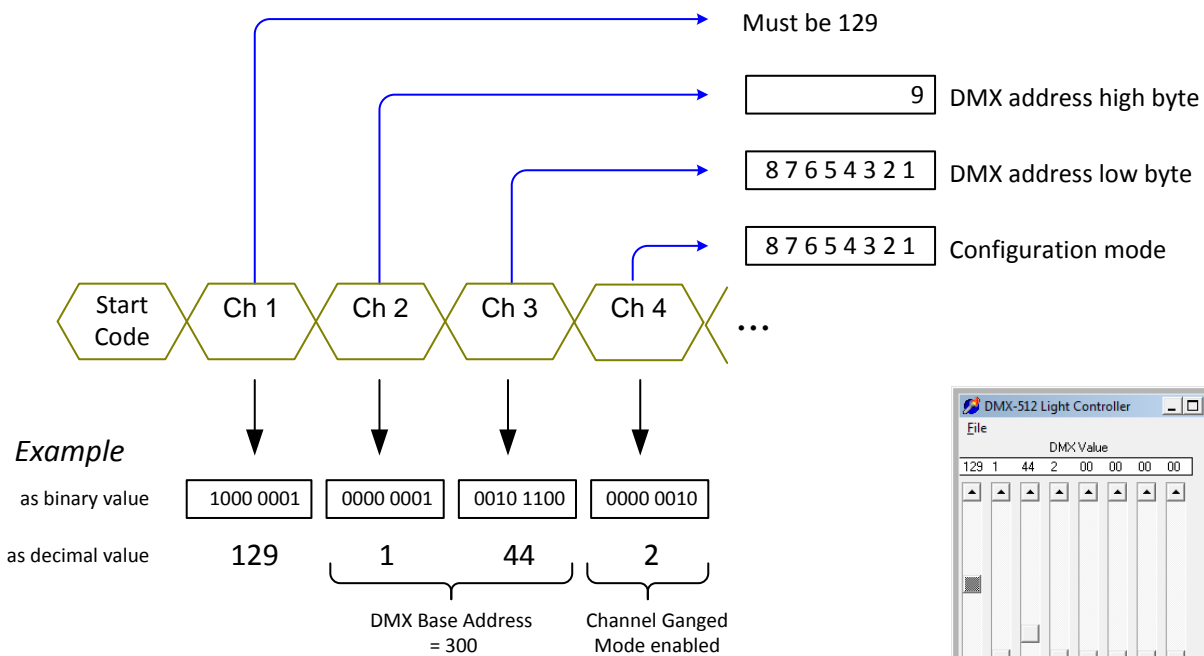 Must be 129
9 DMX address high byte
8 7 6 5 4 3 2 1 DMX address low byte
8 7 6 5 4 3 2 1 Configuration mode
Start
Code
Ch 1 Ch 2 Ch 3 Ch 4 ...
Example
as binary value 1000 0001 0000 0001 0010 1100 0000 0010
as decimal value 129 1 44 2
DMX Base Address
= 300
Channel Ganged
Mode enabled
DMX-512 Light Controller
File
DMX Value
129 1 44 2 00 00 00 00